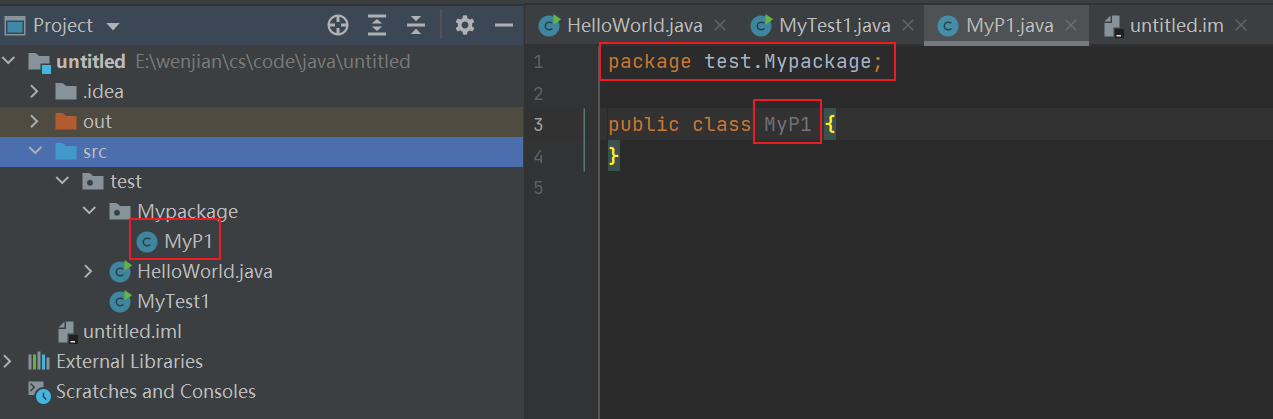 Project
untitled E:\wenjian\cs\code\java\untitled
.idea
out
src
test
Mypackage
MyP1
HelloWorld.java
MyTest1
untitled.iml
External Libraries
Scratches and Consoles
HelloWorld.java MyTest1.java MyP1.java untitled.im
1 package test.Mypackage;
2
3 public class MyP1 {
4 }
5